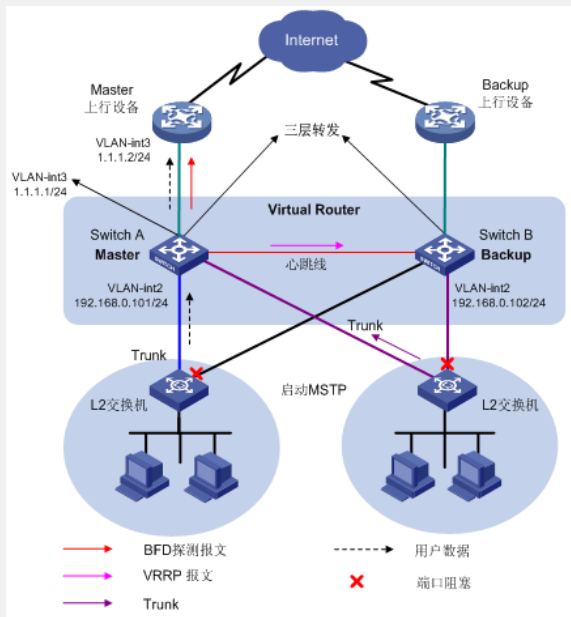 Internet
Master
上行设备
Backup
上行设备
VLAN-int3
1.1.1.2/24
三层转发
VLAN-int3
1.1.1.1/24
Virtual Router
Switch A
Master
SWITCH
心跳线
SWITCH
Switch B
Backup
VLAN-int2
192.168.0.101/24
VLAN-int2
192.168.0.102/24
Trunk
Trunk
L2交换机
启动MSTP
L2交换机
BFD探测报文
用户数据
VRRP 报文
端口阻塞
Trunk